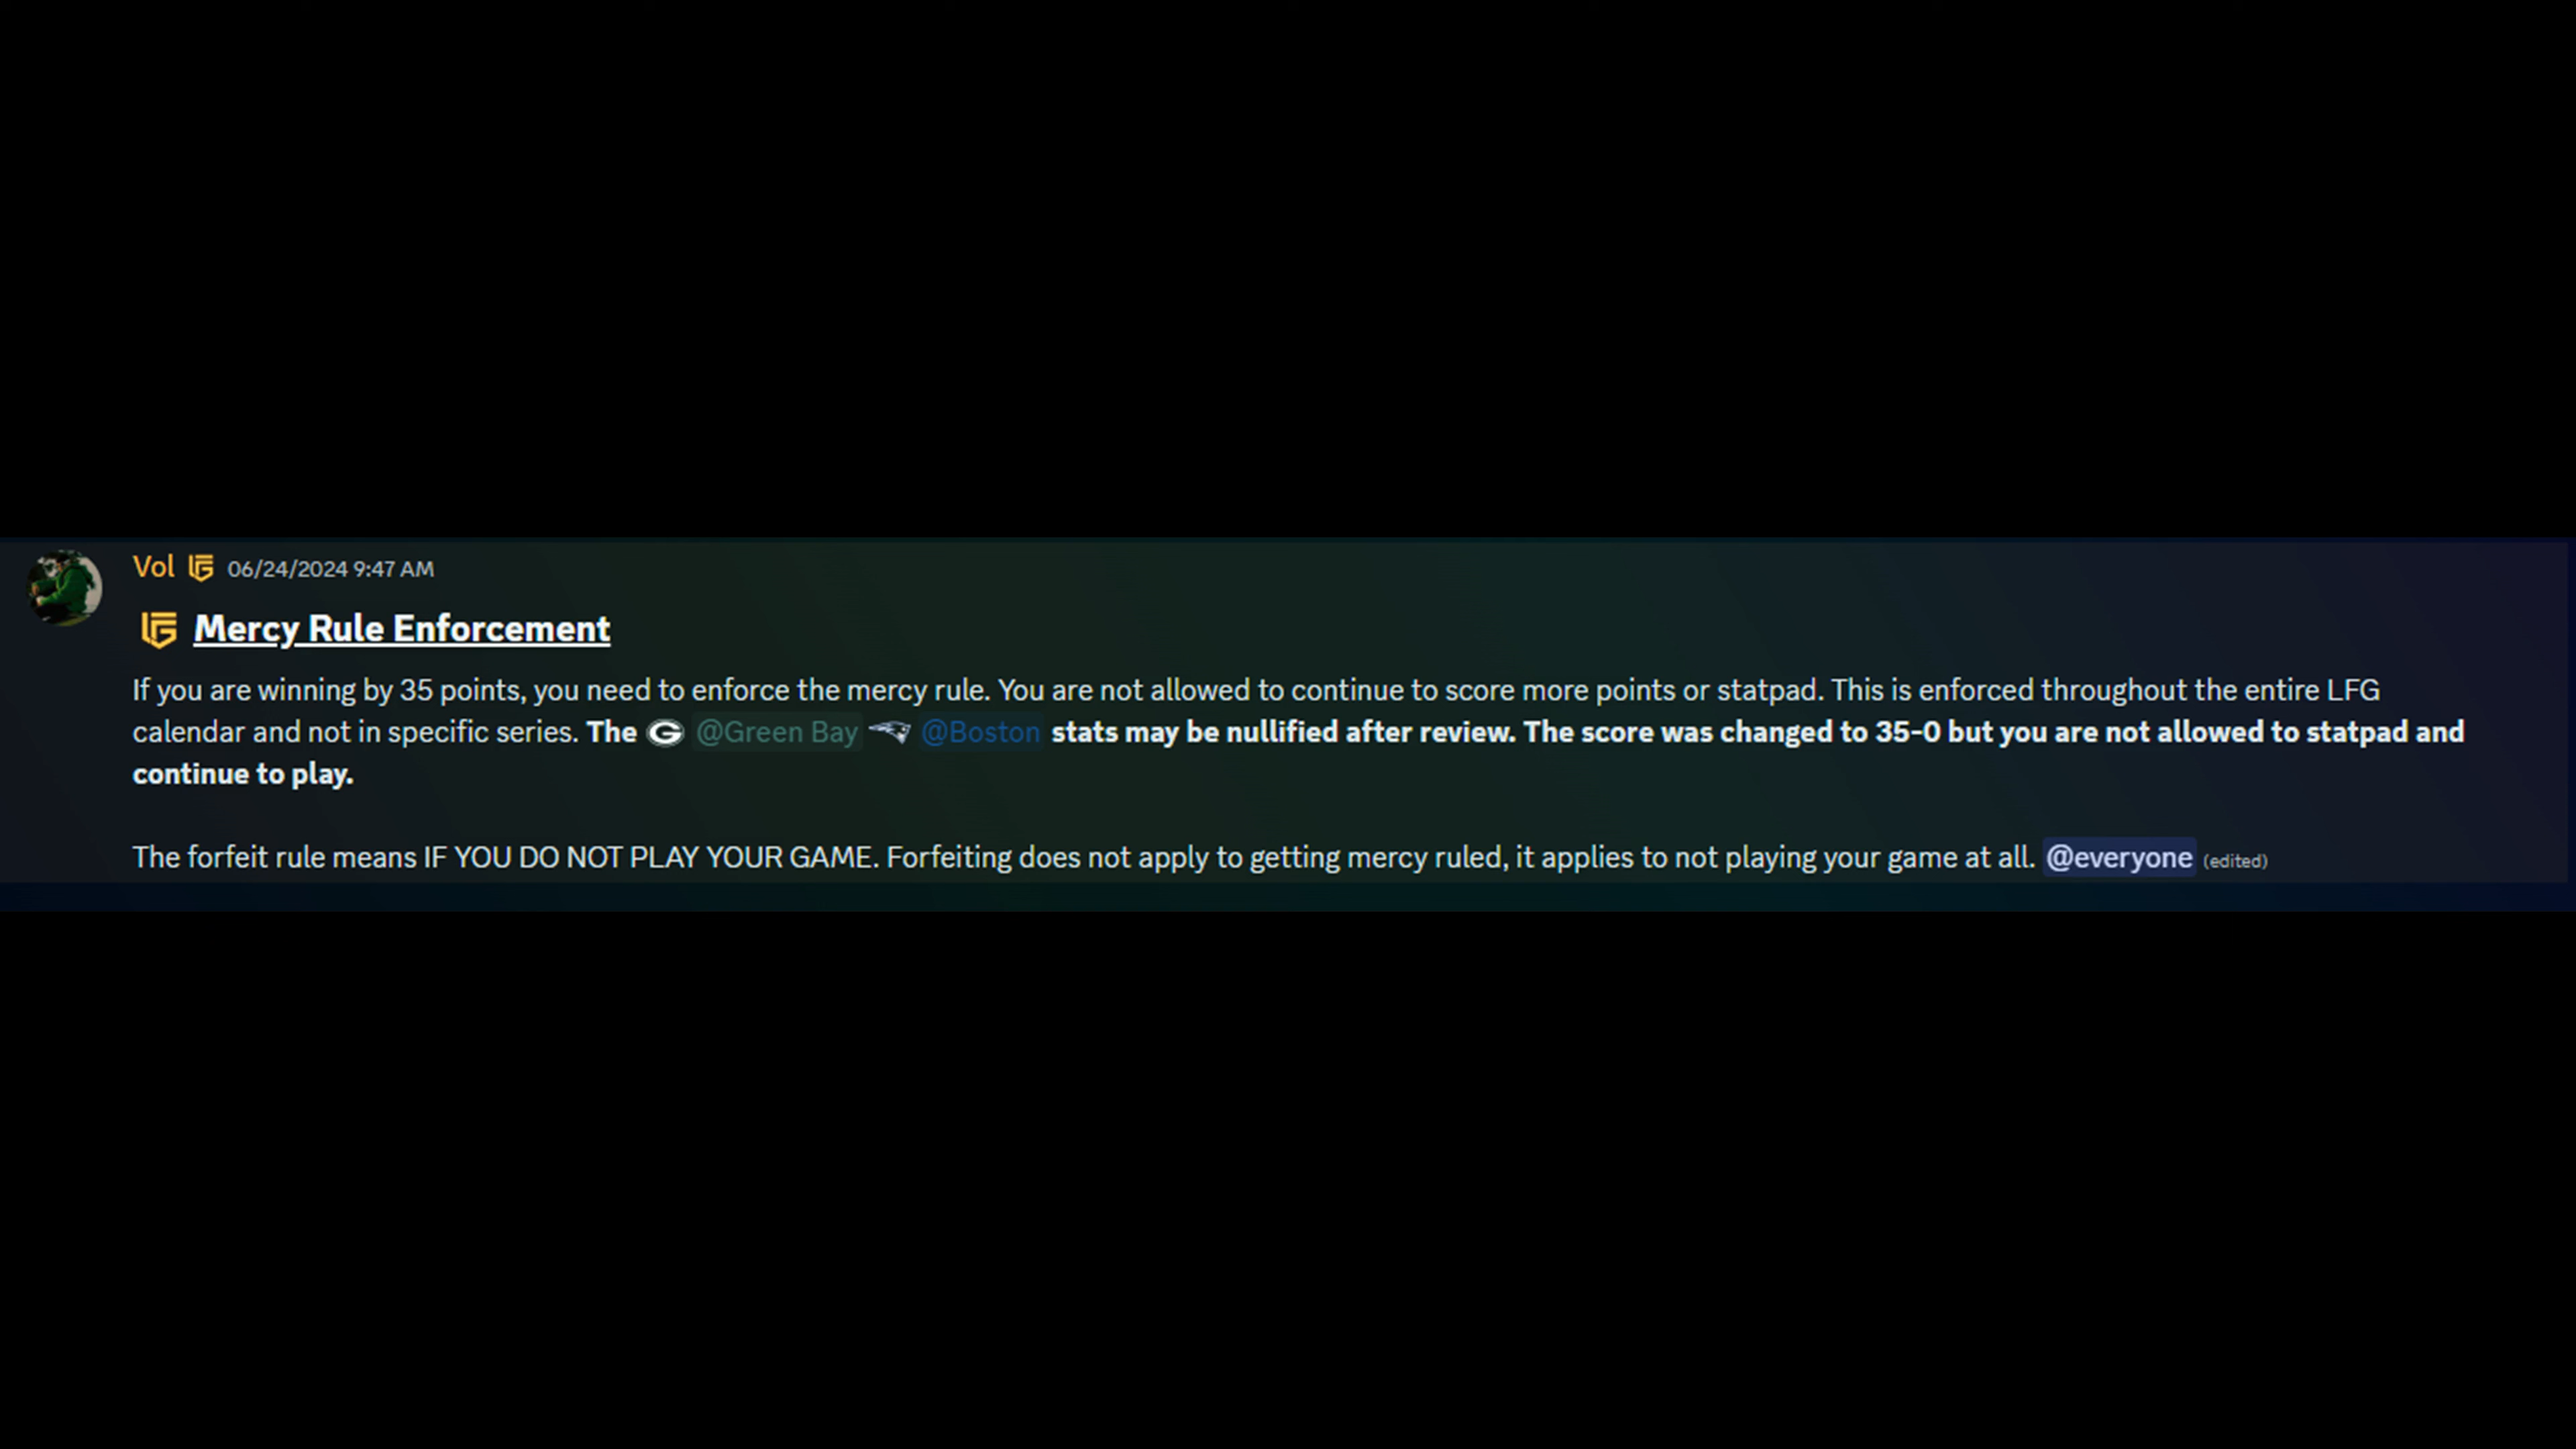 Vol 06/24/2024 9:47 AM
Mercy Rule Enforcement
If you are winning by 35 points, you need to enforce the mercy rule. You are not allowed to continue to score more points or statpad. This is enforced throughout the entire LFG
calendar and not in specific series. The @Green Bay @Boston stats may be nullified after review. The score was changed to 35-0 but you are not allowed to statpad and
continue to play.
The forfeit rule means IF YOU DO NOT PLAY YOUR GAME. Forfeiting does not apply to getting mercy ruled, it applies to not playing your game at all. @everyone (edited)